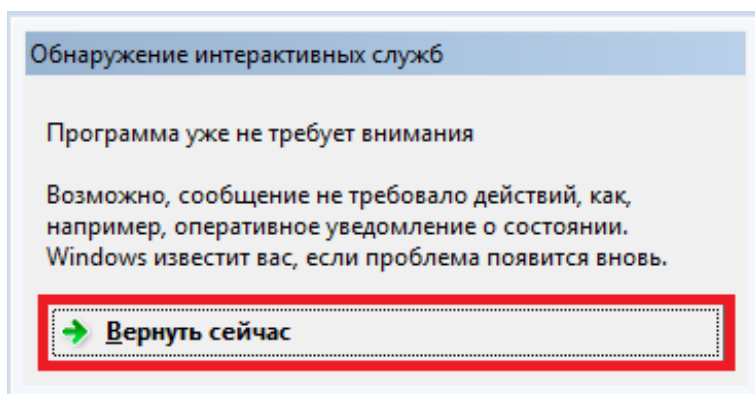 Обнаружение интерактивных служб
Программа уже не требует внимания
Возможно, сообщение не требовало действий, как,
например, оперативное уведомление о состоянии.
Windows известит вас, если проблема появится вновь.
Вернуть сейчас